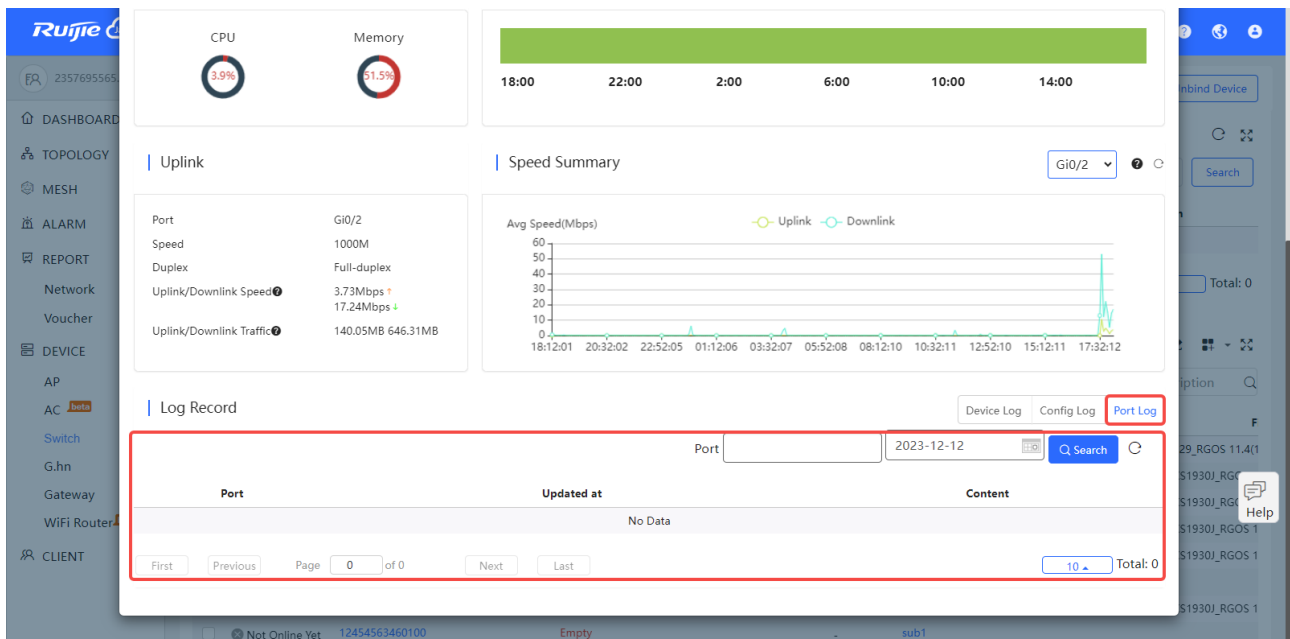 Ruijie
CPU
Memory
3.9%
51.5%
18:00 22:00 2:00 6:00 10:00 14:00
2357695565.
Unbind Device
DASHBOARD
TOPOLOGY
MESH
ALARM
REPORT
Network
Voucher
DEVICE
AP
AC beta
Switch
G.hn
Gateway
WiFi Router
CLIENT
Uplink
Port Gi0/2
Speed 1000M
Duplex Full-duplex
Uplink/Downlink Speed 3.73Mbps ↑
17.24Mbps ↓
Uplink/Downlink Traffic 140.05MB 646.31MB
Speed Summary
Gi0/2
Avg Speed(Mbps)
Uplink Downlink
60
50
40
30
20
10
0
18:12:01 20:32:02 22:52:05 01:12:06 03:32:07 05:52:08 08:12:10 10:32:11 12:52:10 15:12:11 17:32:12
Log Record
Device Log Config Log Port Log
Port 2023-12-12 Search
Port Updated at Content
No Data
First Previous Page 0 of 0 Next Last 10 Total: 0
Search
Total: 0
iption
F
29_RGOS 11.4(1
S1930J_RGO
S1930J_RGO
Help
S1930J_RGOS 1
S1930J_RGOS 1
S1930J_RGOS 1
Not Online Yet 12454563460100 Empty - sub1